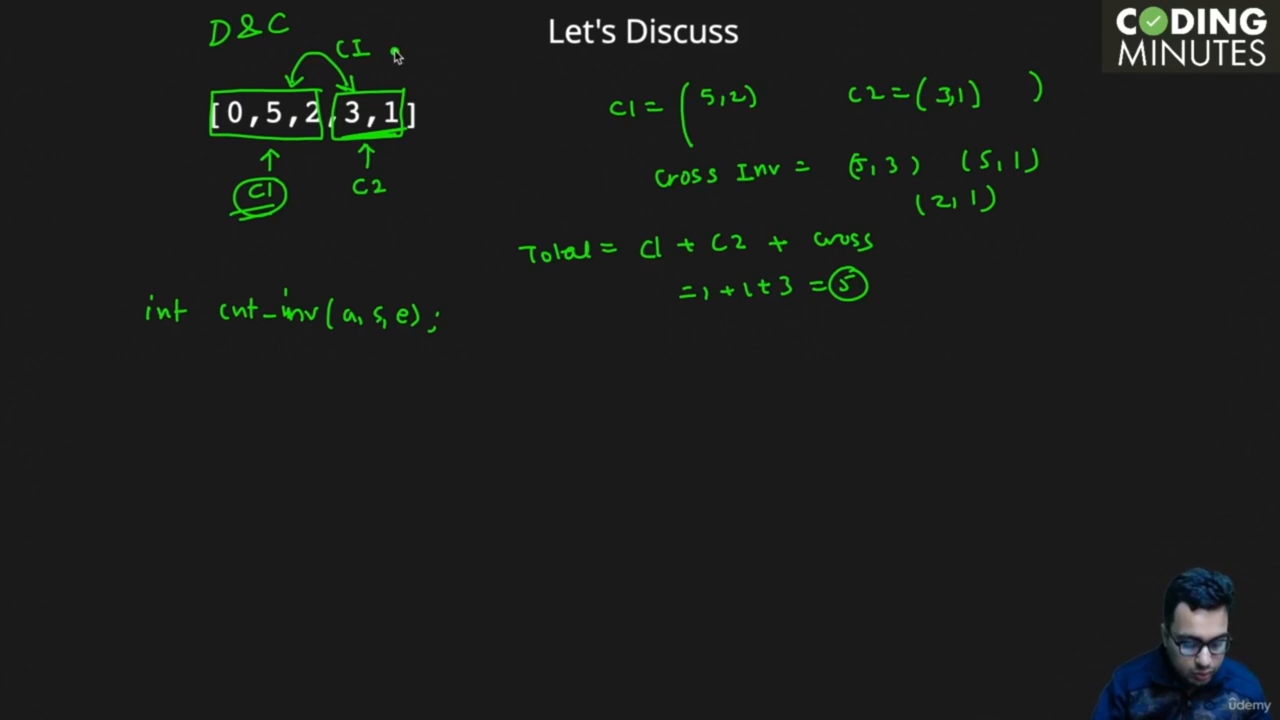 D & C
Let's Discuss
CODING
MINUTES
CI
[0,5,2,3,1]
C1 = (5,2)
C2 = (3,1) )
Cross Inv = (5,3) (5,1)
(2,1)
C1
C2
Total = C1 + C2 + Cross
= 1 + 1 + 3 = 5
int cnt_inv(a, s, e);
udemy